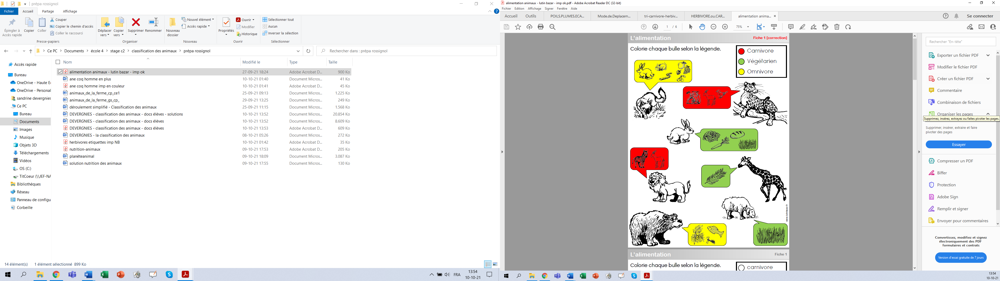 prépa rossignol
Fichier Accueil Partage Affichage
Épingler à Accès rapide
Copier
Coller
Couper
Copier le chemin d'accès
Coller le raccourci
Presse-papiers
Déplacer vers
Copier vers
Supprimer
Renommer
Organiser
Nouveau dossier
Nouvel élément
Accès rapide
Nouveau
Propriétés
Ouvrir
Modifier
Historique
Ouvrir
Sélectionner tout
Aucun
Inverser la sélection
Sélectionner
Ce PC > Documents > école 4 > stage c2 > classification des animaux > prépa rossignol
Rechercher dans : prépa rossignol
Accès rapide
Bureau
OneDrive - Haute E
OneDrive - Personal
sandrine devergnies
Ce PC
Bureau
Documents
Images
Musique
Objets 3D
Téléchargements
Vidéos
OS (C:)
TitCoeur (\\JEF-NA
Bibliothèques
Réseau
Panneau de configu
Corbeille
Nom Modifié le Type Taille
alimentation animaux - lutin bazar - imp ok 27-09-21 18:24 Adobe Acrobat D... 900 Ko
ane coq homme en plus 10-10-21 01:40 Document Micros... 41 Ko
ane coq homme imp en couleur 10-10-21 01:41 Adobe Acrobat D... 45 Ko
animaux_de_la_ferme_cp_ce1 25-09-21 09:13 Document Micros... 1.225 Ko
animaux_de_la_ferme_gs_cp_ 29-09-21 13:25 Document Micros... 249 Ko
déroulement simplifié - Classification des animaux 25-09-21 11:15 Document Micros... 1.568 Ko
DEVERGNIES - classification des animaux - docs élèves - solutions 10-10-21 13:52 Document Micros... 20.854 Ko
DEVERGNIES - classification des animaux - docs élèves 10-10-21 13:52 Document Micros... 8.609 Ko
DEVERGNIES - classification des animaux - docs élèves 10-10-21 13:53 Adobe Acrobat D... 609 Ko
DEVERGNIES - la classification des animaux 08-10-21 05:26 Document Micros... 272 Ko
herbivores etiquettes imp NB 10-10-21 01:42 Adobe Acrobat D... 35 Ko
nutrition-animaux 09-10-21 17:53 Adobe Acrobat D... 205 Ko
planèteanimal 09-10-21 18:09 Document Micros... 3.087 Ko
solution nutrition des animaux 09-10-21 17:55 Document Micros... 130 Ko
14 élément(s) 1 élément sélectionné 899 Ko
FRA
13:54
10-10-21
alimentation animaux - lutin bazar - imp ok.pdf - Adobe Acrobat Reader DC (32-bit)
Fichier Edition Affichage Signer Fenêtre Aide
Accueil Outils POILS.PLUMES.ECA... Mode.de.Deplacem... tri-carnivore-herbiv... HERBIVORE.ou.CAR... alimentation anima... × Se connecter
1 / 6 75%
L'alimentation Fiche 1 [correction]
Colorie chaque bulle selon la légende.
Carnivore
Végétarien
Omnivore
www.lutinbazar.fr
L'alimentation Fiche 1
Colorie chaque bulle selon la légende.
carnivore
Rechercher "En-tête"
Exporter un fichier PDF
Modifier le fichier PDF
Créer un fichier PDF
Commentaire
Combinaison de fichiers
Organiser les pages
Supprimez, insérez, extrayez ou faites pivoter les pages.
Supprimer, insérer, extraire et faire
pivoter des pages
Essayer
Compresser un PDF
Biffer
Protection
Adobe Sign
Remplir et signer
Envoyer pour commentaires
Convertissez, modifiez et signez
électroniquement des PDF
formulaires et contrats
Version d'essai gratuite de 7 jours
13:54
10-10-21